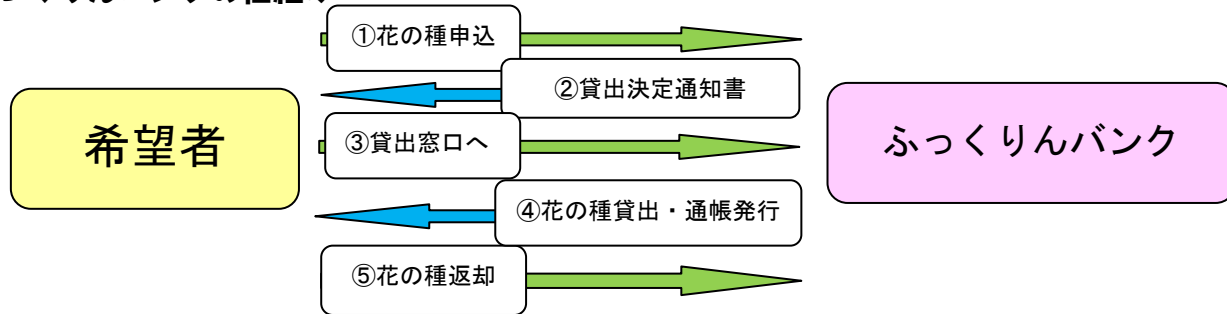 ①花の種申込
②貸出決定通知書
希望者
ふっくりんバンク
③貸出窓口へ
④花の種貸出・通帳発行
⑤花の種返却